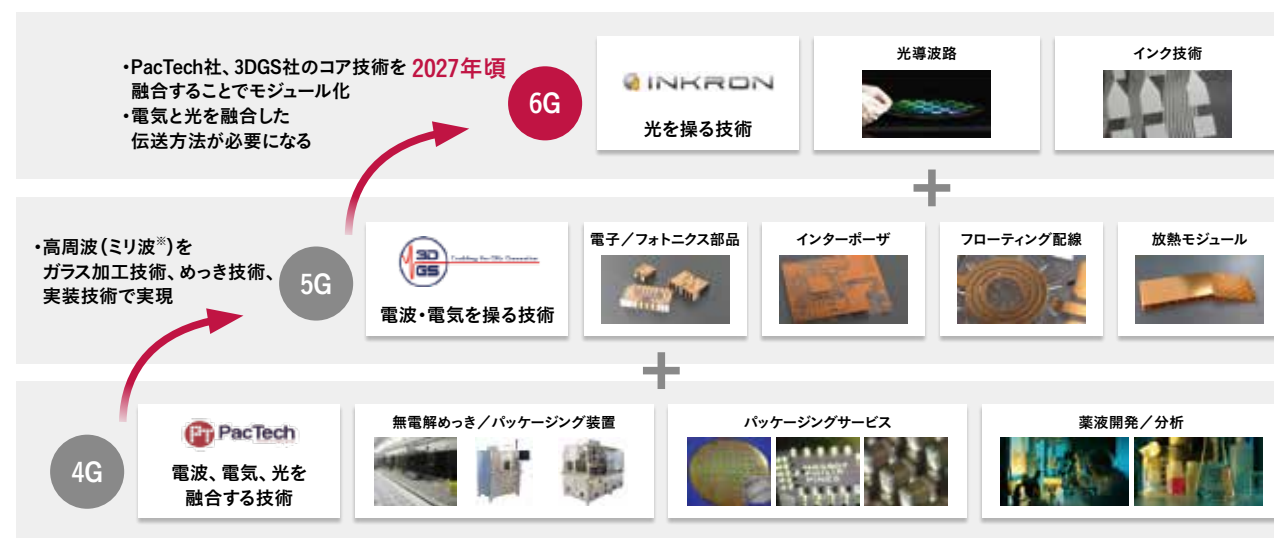 ・PacTech社、3DGS社のコア技術を 2027年頃
融合することでモジュール化
・電気と光を融合した
伝送方法が必要になる
6G
INKRON
光を操る技術
光導波路
インク技術
・高周波(ミリ波※)を
ガラス加工技術、めっき技術、
実装技術で実現
5G
3D
GS
電波・電気を操る技術
電子／フォトニクス部品
インターポーザ
フローティング配線
放熱モジュール
4G
PacTech
電波、電気、光を
融合する技術
無電解めっき／パッケージング装置
パッケージングサービス
薬液開発／分析